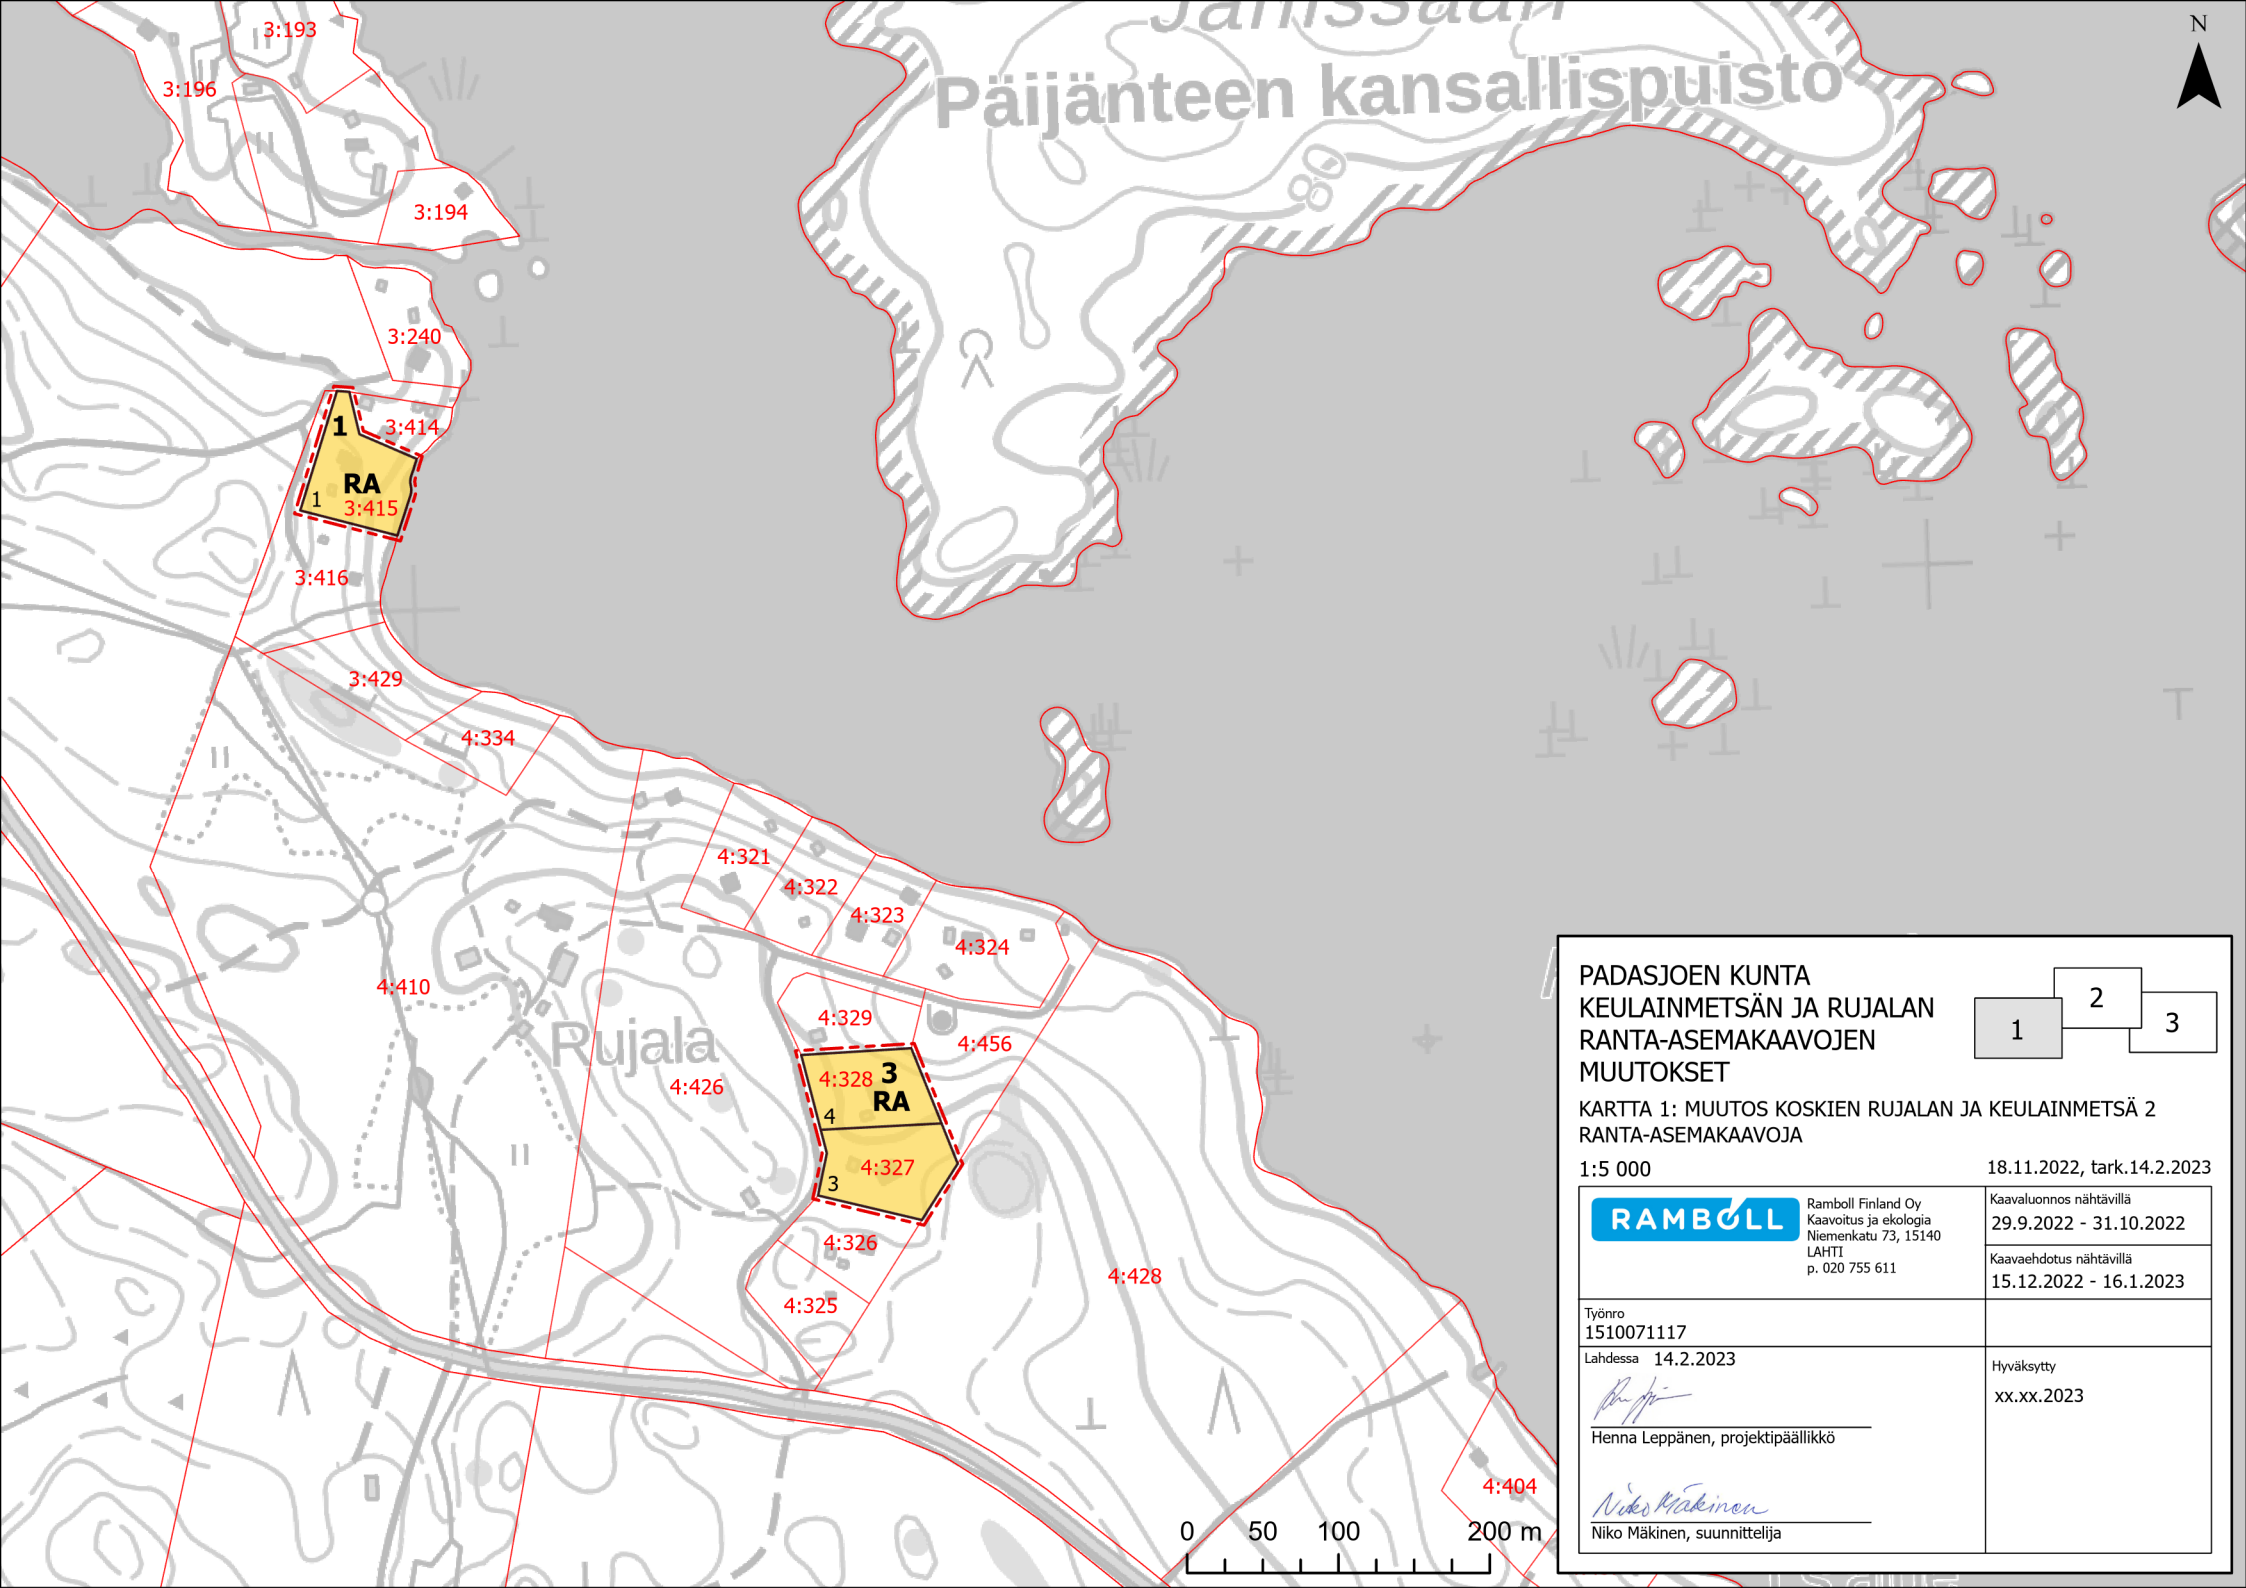 Jänissaari
Päijänteen kansallispuisto
N
3:193
3:196
3:194
3:240
1
3:414
RA
1
3:415
3:416
3:429
4:334
4:321
4:322
4:323
4:324
4:410
Rujala
4:329
4:456
4:426
4:328
3
RA
4
4:327
3
4:326
4:325
4:428
4:404
0 50 100 200 m
PADASJOEN KUNTA
KEULAINMETSÄN JA RUJALAN
RANTA-ASEMAKAAVOJEN
MUUTOKSET
1
2
3
KARTTA 1: MUUTOS KOSKIEN RUJALAN JA KEULAINMETSÄ 2
RANTA-ASEMAKAAVOJA
1:5 000
18.11.2022, tark.14.2.2023
RAMBOLL
Ramboll Finland Oy
Kaavoitus ja ekologia
Niemenkatu 73, 15140
LAHTI
p. 020 755 611
Kaavaluonnos nähtävillä
29.9.2022 - 31.10.2022
Kaavaehdotus nähtävillä
15.12.2022 - 16.1.2023
Työnro
1510071117
Lahdessa 14.2.2023
Henna Leppänen, projektipäällikkö
Niko Mäkinen
Niko Mäkinen, suunnittelija
Hyväksytty
xx.xx.2023